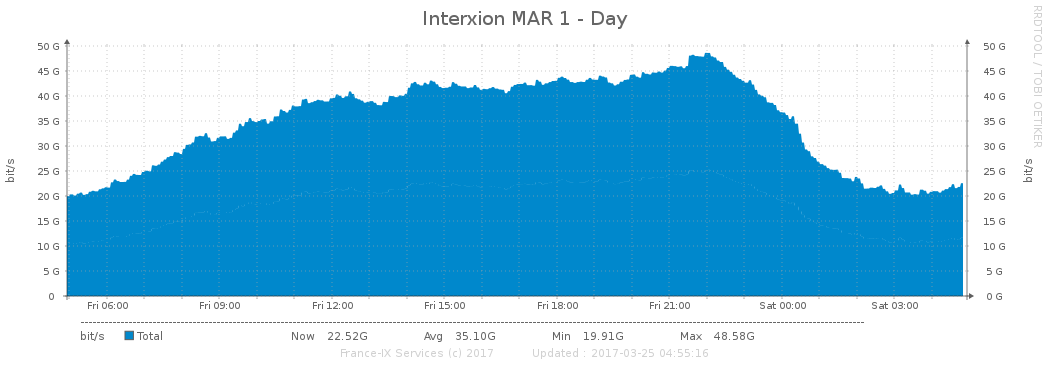 Interxion MAR 1 - Day
RRDTOOL / TOBI OETIKER
bit/s
50 G 50 G
45 G 45 G
40 G 40 G
35 G 35 G
30 G 30 G
25 G 25 G
20 G 20 G
15 G 15 G
10 G 10 G
5 G 5 G
0 0 G
bit/s
Fri 06:00 Fri 09:00 Fri 12:00 Fri 15:00 Fri 18:00 Fri 21:00 Sat 00:00 Sat 03:00
bit/s Total Now 22.52G Avg 35.10G Min 19.91G Max 48.58G
France-IX Services (c) 2017 Updated : 2017-03-25 04:55:16